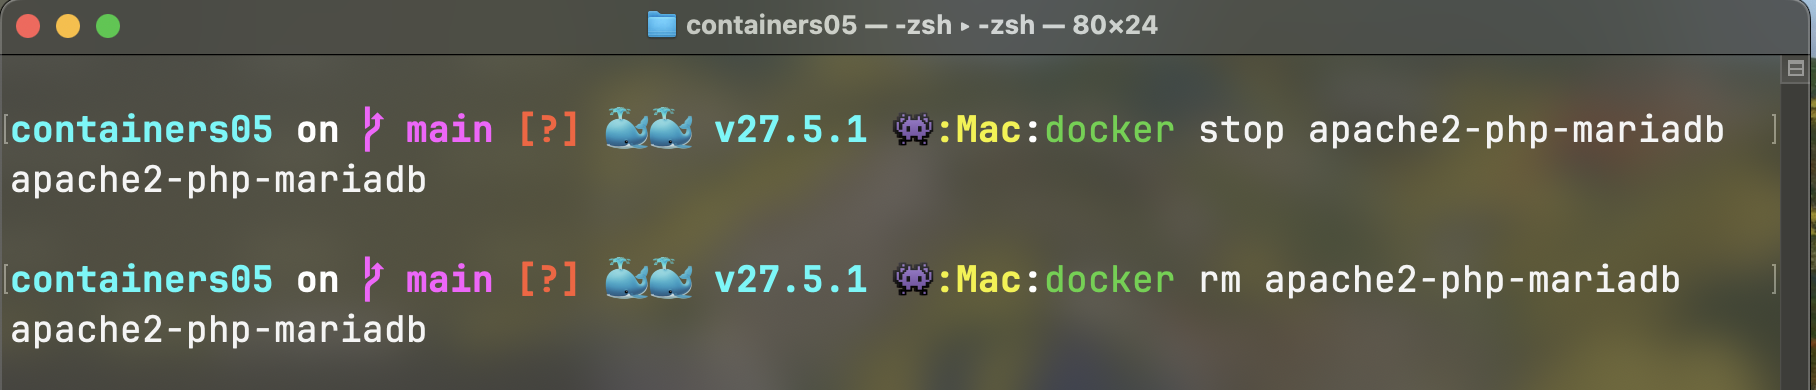 containers05 — -zsh ▸ -zsh — 80×24
containers05 on main [?] 🐳🐳 v27.5.1 👾:Mac:docker stop apache2-php-mariadb
apache2-php-mariadb
containers05 on main [?] 🐳🐳 v27.5.1 👾:Mac:docker rm apache2-php-mariadb
apache2-php-mariadb